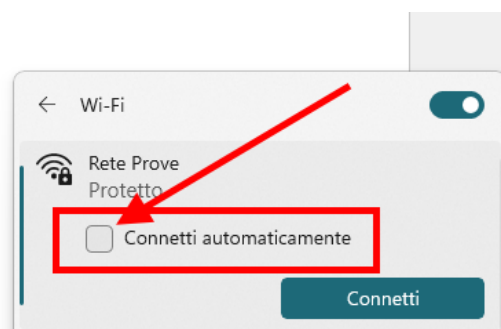 Wi-Fi
Rete Prove
Protetto
Connetti automaticamente
Connetti